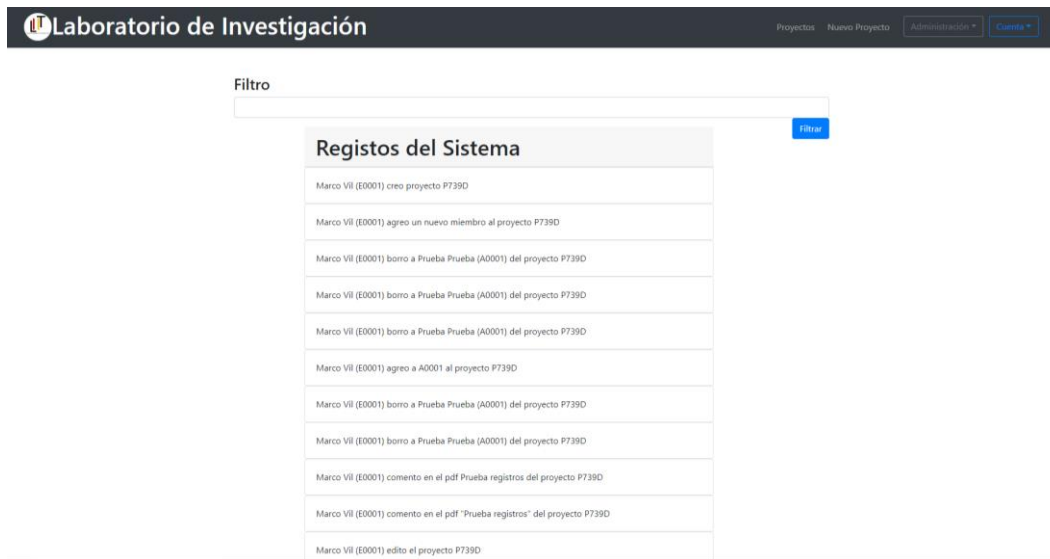 Laboratorio de Investigación
Proyectos Nuevo Proyecto Administración Cuenta
Filtro
Filtrar
Registos del Sistema
Marco Vil (E0001) creo proyecto P739D
Marco Vil (E0001) agreo un nuevo miembro al proyecto P739D
Marco Vil (E0001) borro a Prueba Prueba (A0001) del proyecto P739D
Marco Vil (E0001) borro a Prueba Prueba (A0001) del proyecto P739D
Marco Vil (E0001) borro a Prueba Prueba (A0001) del proyecto P739D
Marco Vil (E0001) agreo a A0001 al proyecto P739D
Marco Vil (E0001) borro a Prueba Prueba (A0001) del proyecto P739D
Marco Vil (E0001) borro a Prueba Prueba (A0001) del proyecto P739D
Marco Vil (E0001) comento en el pdf Prueba registros del proyecto P739D
Marco Vil (E0001) comento en el pdf "Prueba registros" del proyecto P739D
Marco Vil (E0001) edito el proyecto P739D